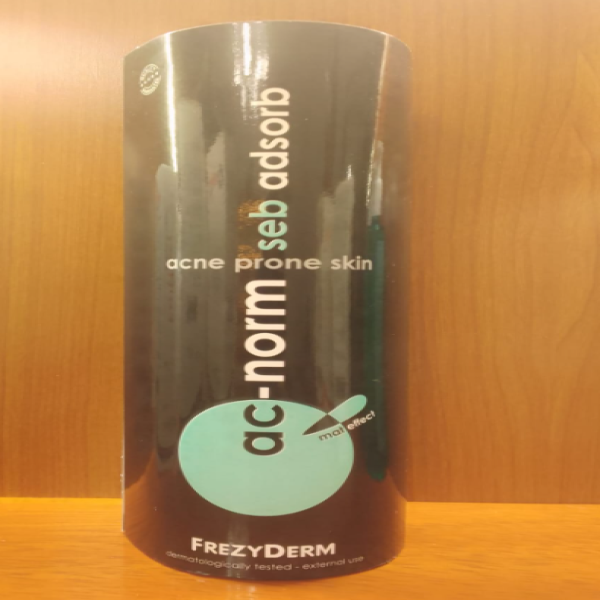 ac-norm seb adsorb
acne prone skin
mat effect
FREZYDERM
dermatologically tested - external use